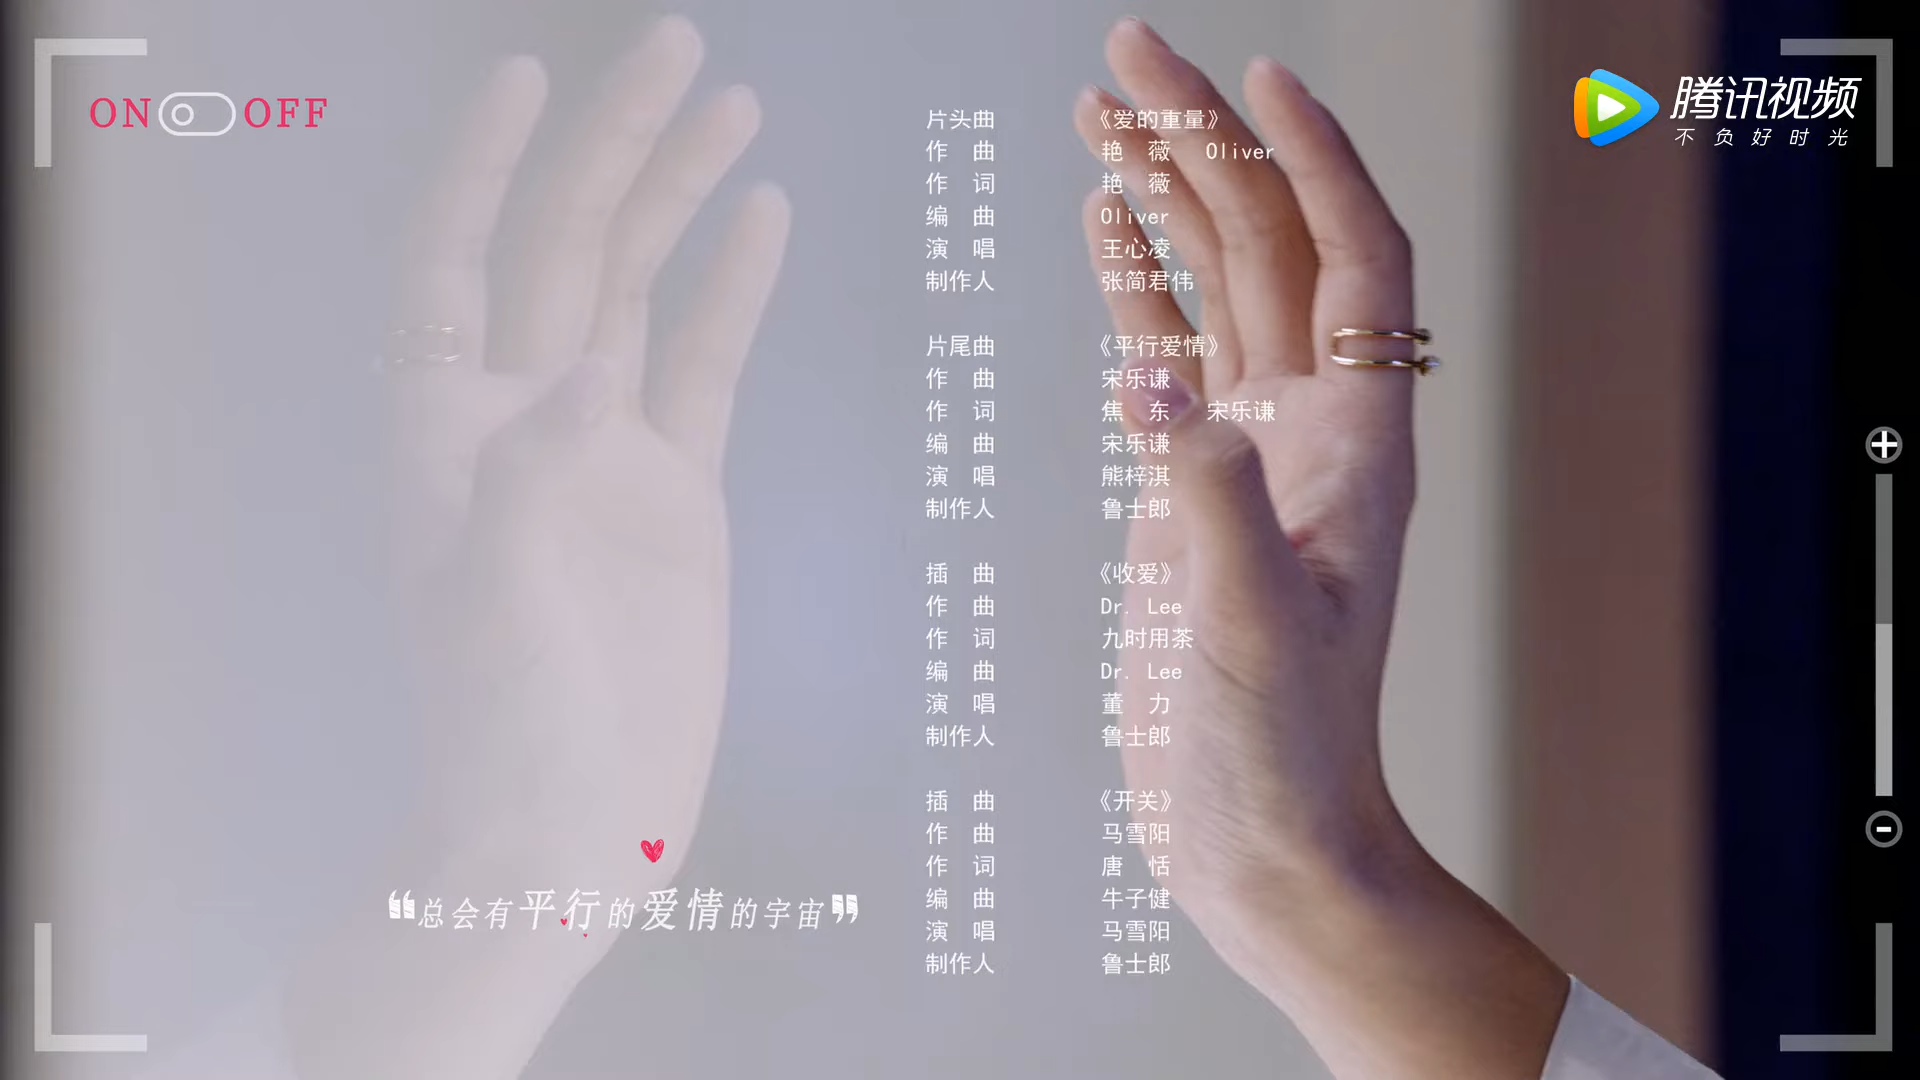 ON OFF
腾讯视频
不负好时光
片头曲 《爱的重量》
作 曲 艳 薇 Oliver
作 词 艳 薇
编 曲 Oliver
演 唱 王心凌
制作人 张简君伟
片尾曲 《平行爱情》
作 曲 宋乐谦
作 词 焦 东 宋乐谦
编 曲 宋乐谦
演 唱 熊梓淇
制作人 鲁士郎
插 曲 《收爱》
作 曲 Dr. Lee
作 词 九时用茶
编 曲 Dr. Lee
演 唱 董 力
制作人 鲁士郎
插 曲 《开关》
作 曲 马雪阳
作 词 唐 恬
编 曲 牛子健
演 唱 马雪阳
制作人 鲁士郎
“总会有平行的爱情的宇宙”